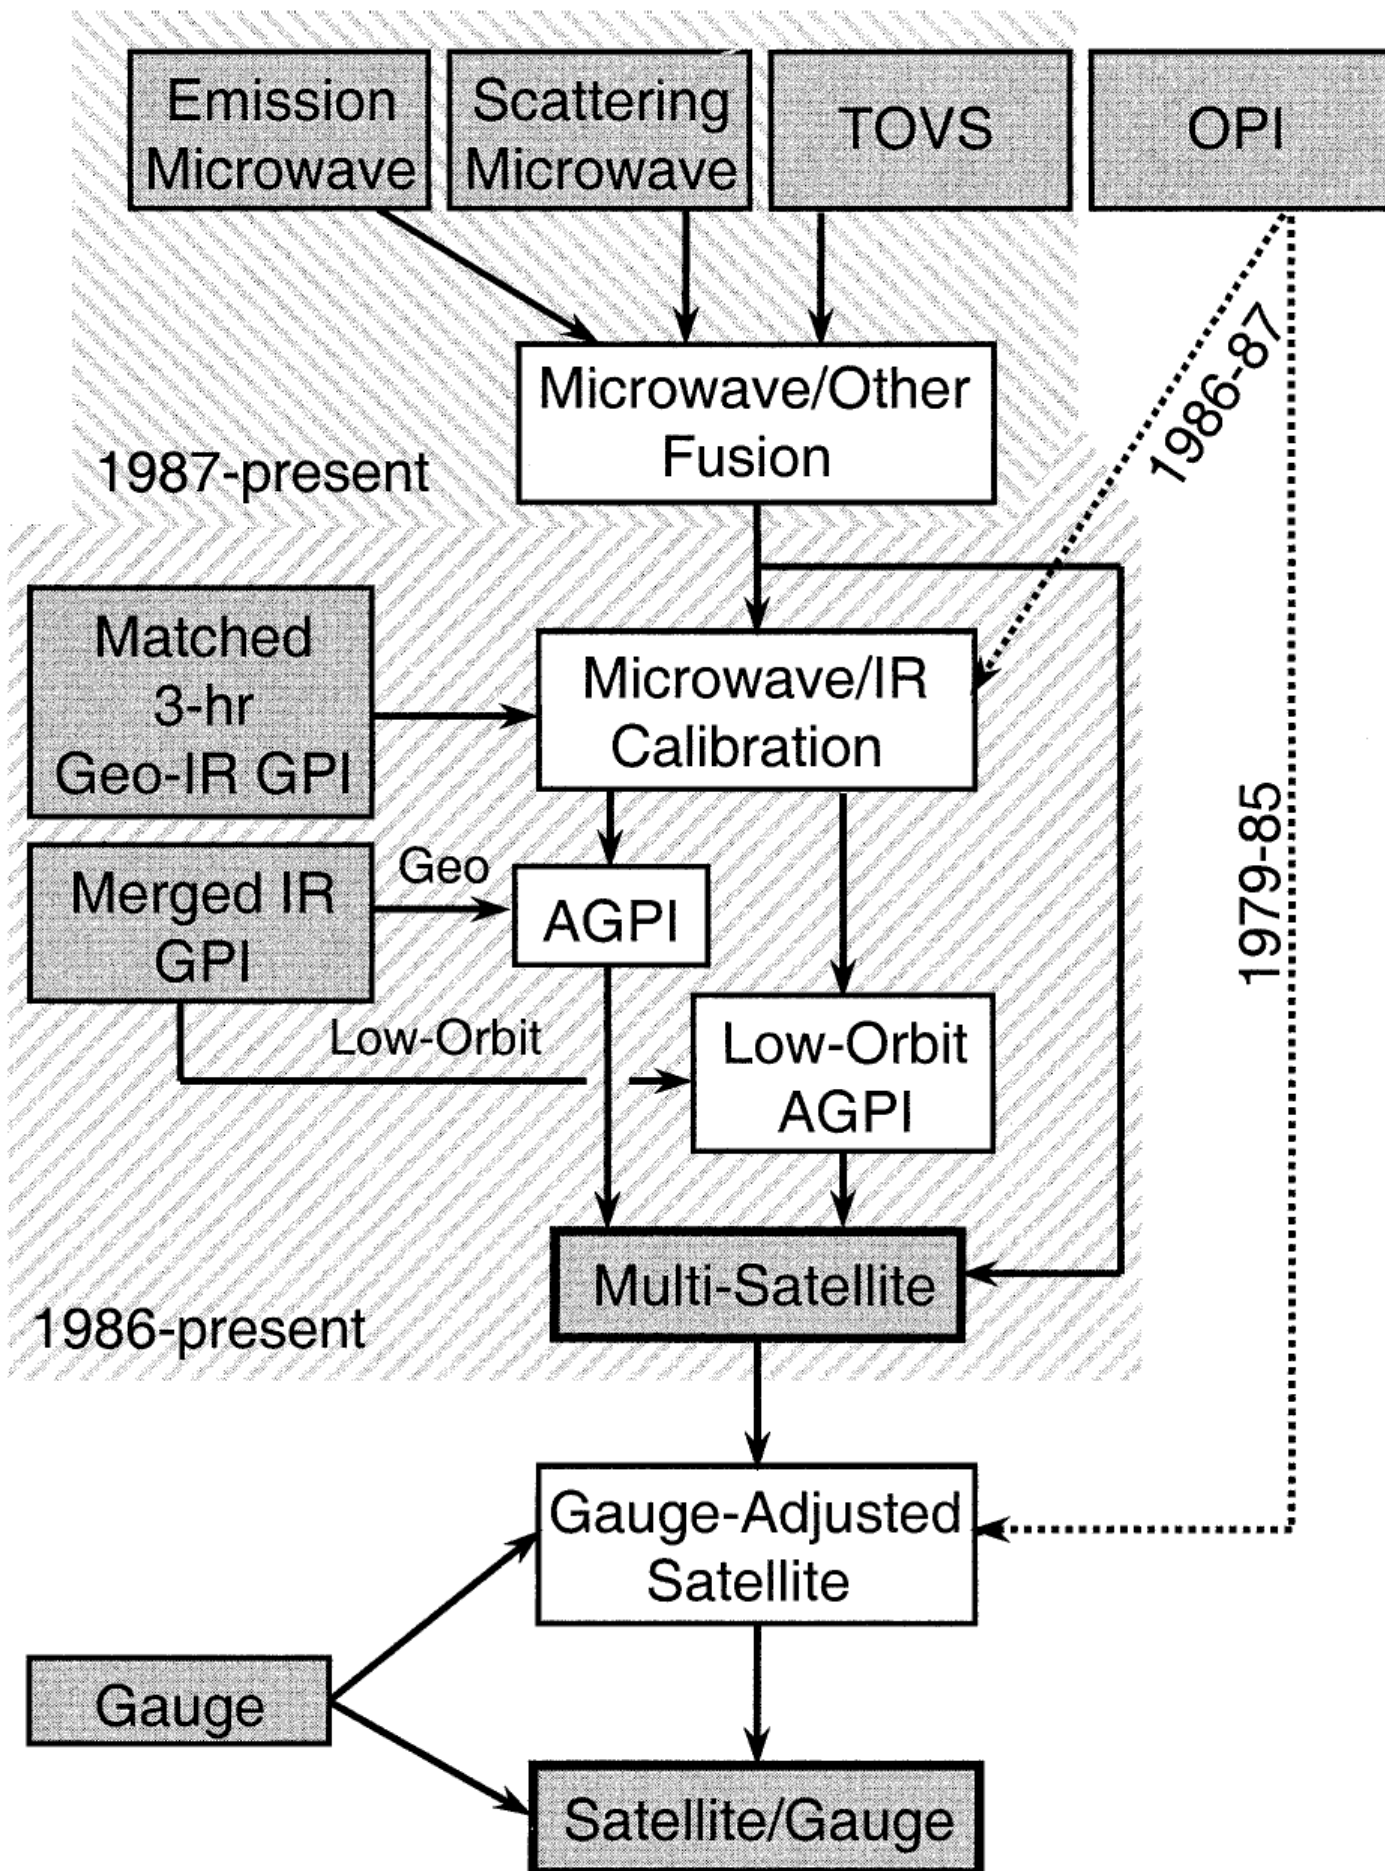 Emission
Microwave
Scattering
Microwave
TOVS
OPI
Microwave/Other
Fusion
1987-present
1986-87
Matched
3-hr
Geo-IR GPI
Microwave/IR
Calibration
Merged IR
GPI
Geo
AGPI
1979-85
Low-Orbit
Low-Orbit
AGPI
Multi-Satellite
1986-present
Gauge-Adjusted
Satellite
Gauge
Satellite/Gauge